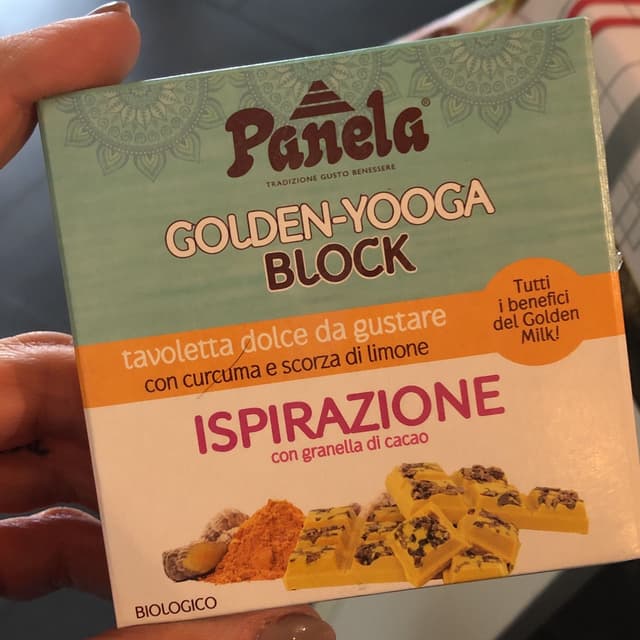 Panela®
TRADIZIONE GUSTO BENESSERE
GOLDEN-YOOGA
BLOCK
Tutti
i benefici
del Golden
Milk!
tavoletta dolce da gustare
con curcuma e scorza di limone
ISPIRAZIONE
con granella di cacao
BIOLOGICO